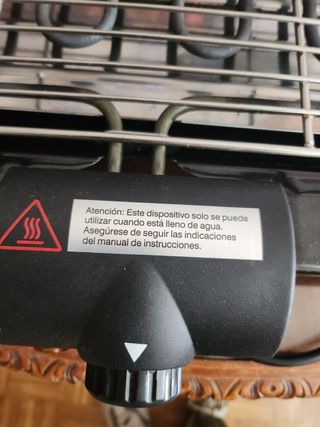 Atención: Este dispositivo solo se puede
utilizar cuando está lleno de agua.
Asegúrese de seguir las indicaciones
del manual de instrucciones.